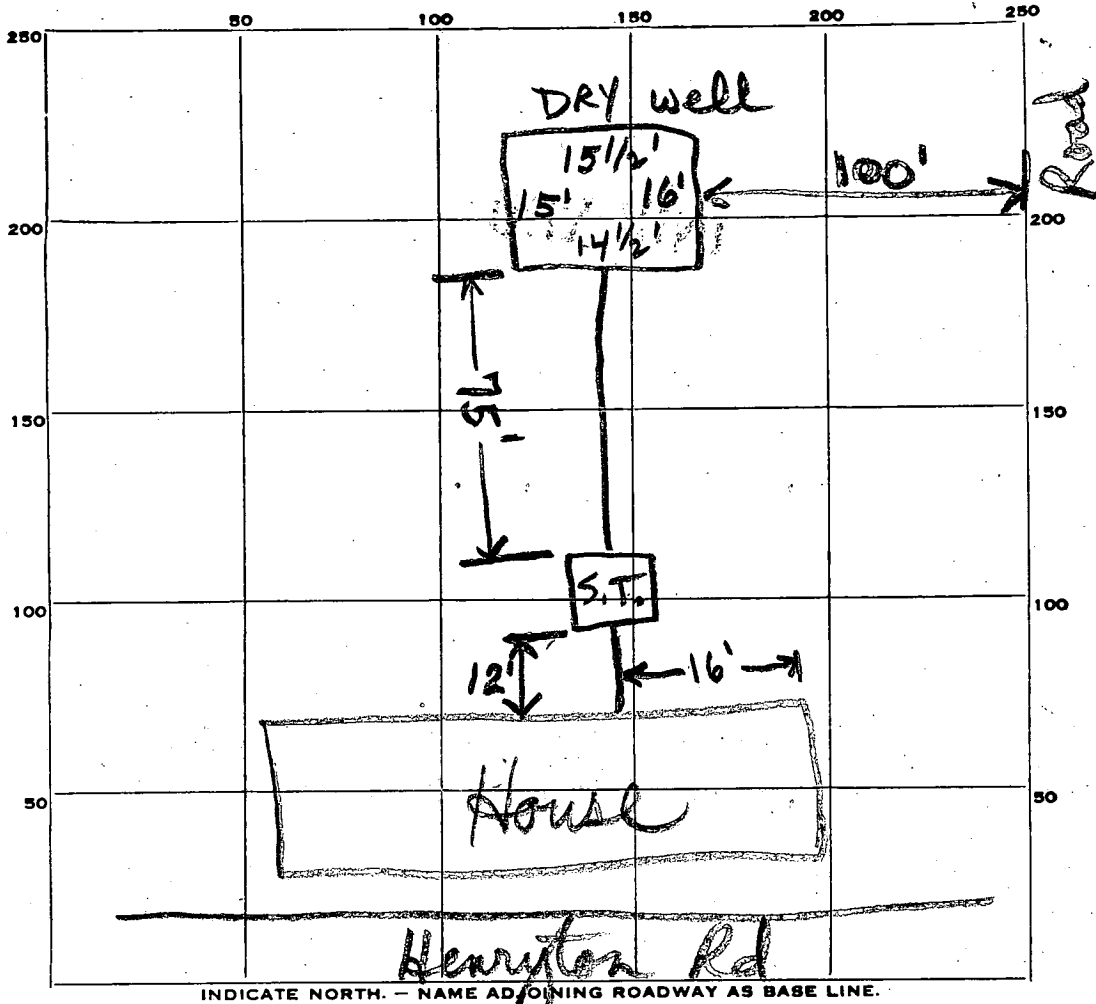 50 100 150 200 250
250
DRY well
Road
15 1/2'
100'
15' 16'
200 200
14 1/2'
150 150
S.T.
100 100
12' 16'
50 50
House
Henryton Rd
INDICATE NORTH. — NAME ADJOINING ROADWAY AS BASE LINE.